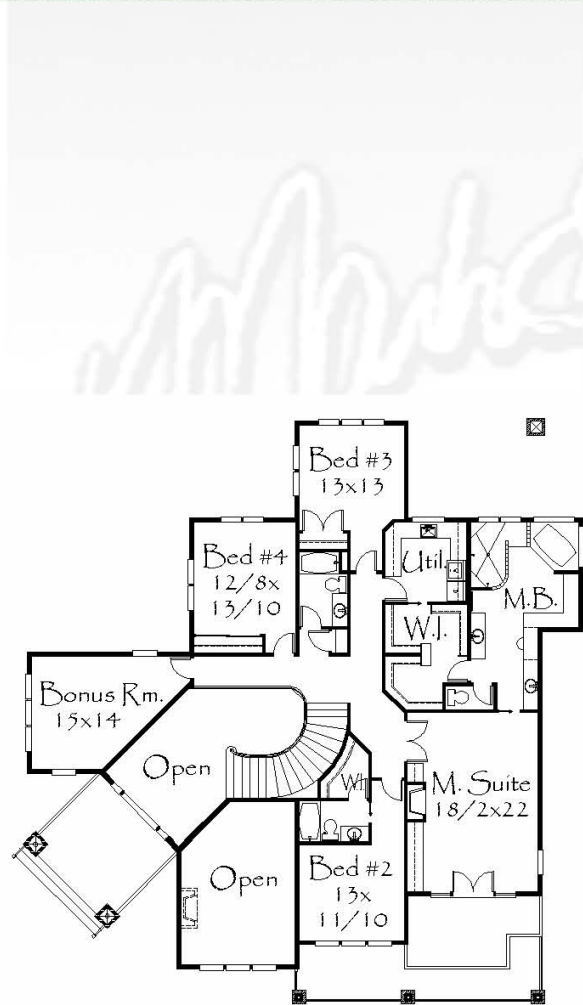 Bed #3
13x13
Bed #4
12/8x
13/10
Util.
M.B.
W.I.
Bonus Rm.
15x14
Open
M. Suite
18/2x22
Open
Bed #2
13x
11/10